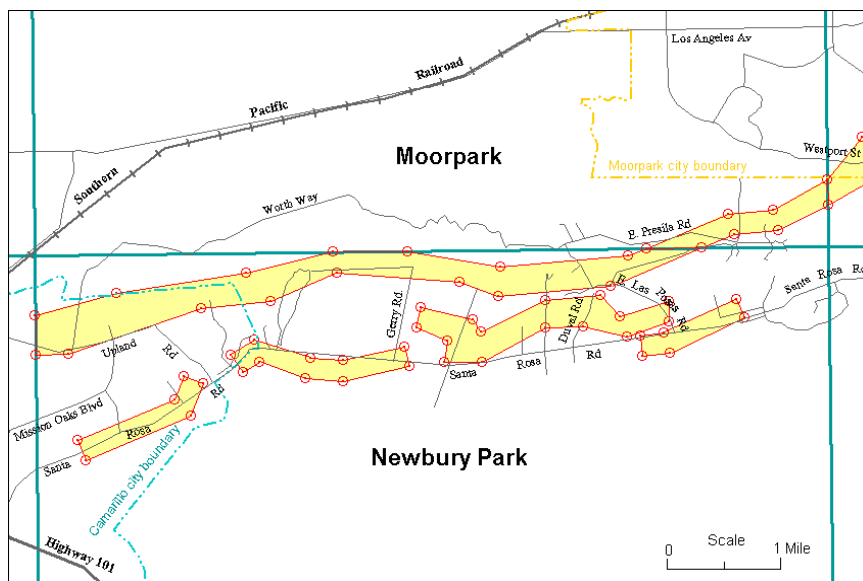 Los Angeles Av
Railroad
Pacific
Southern
Moorpark
Westport St
Moorpark city boundary
Worth Way
E. Presila Rd
Santa Rosa Rd
E. Las Posas Rd
Gerry Rd.
Duval Rd
Upland Rd
Santa Rosa Rd
Mission Oaks Blvd
Santa Rosa Rd
Camarillo city boundary
Newbury Park
Highway 101
Scale
0 1 Mile